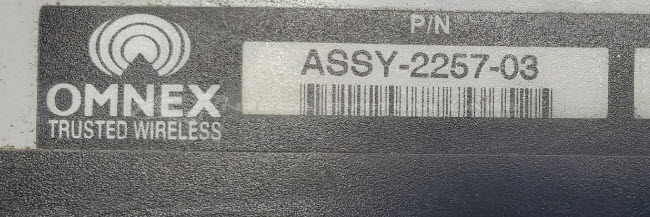 P/N
ASSY-2257-03
OMNEX
TRUSTED WIRELESS